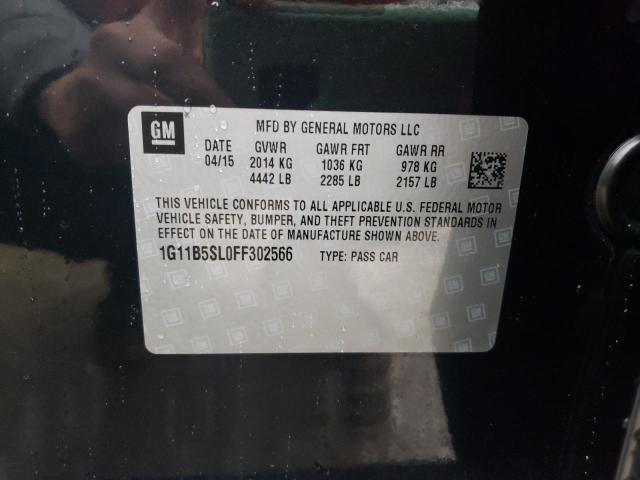 GM
MFD BY GENERAL MOTORS LLC
DATE GVWR GAWR FRT GAWR RR
04/15 2014 KG 1036 KG 978 KG
4442 LB 2285 LB 2157 LB
THIS VEHICLE CONFORMS TO ALL APPLICABLE U.S. FEDERAL MOTOR
VEHICLE SAFETY, BUMPER, AND THEFT PREVENTION STANDARDS IN
EFFECT ON THE DATE OF MANUFACTURE SHOWN ABOVE.
1G11B5SL0FF302566 TYPE: PASS CAR